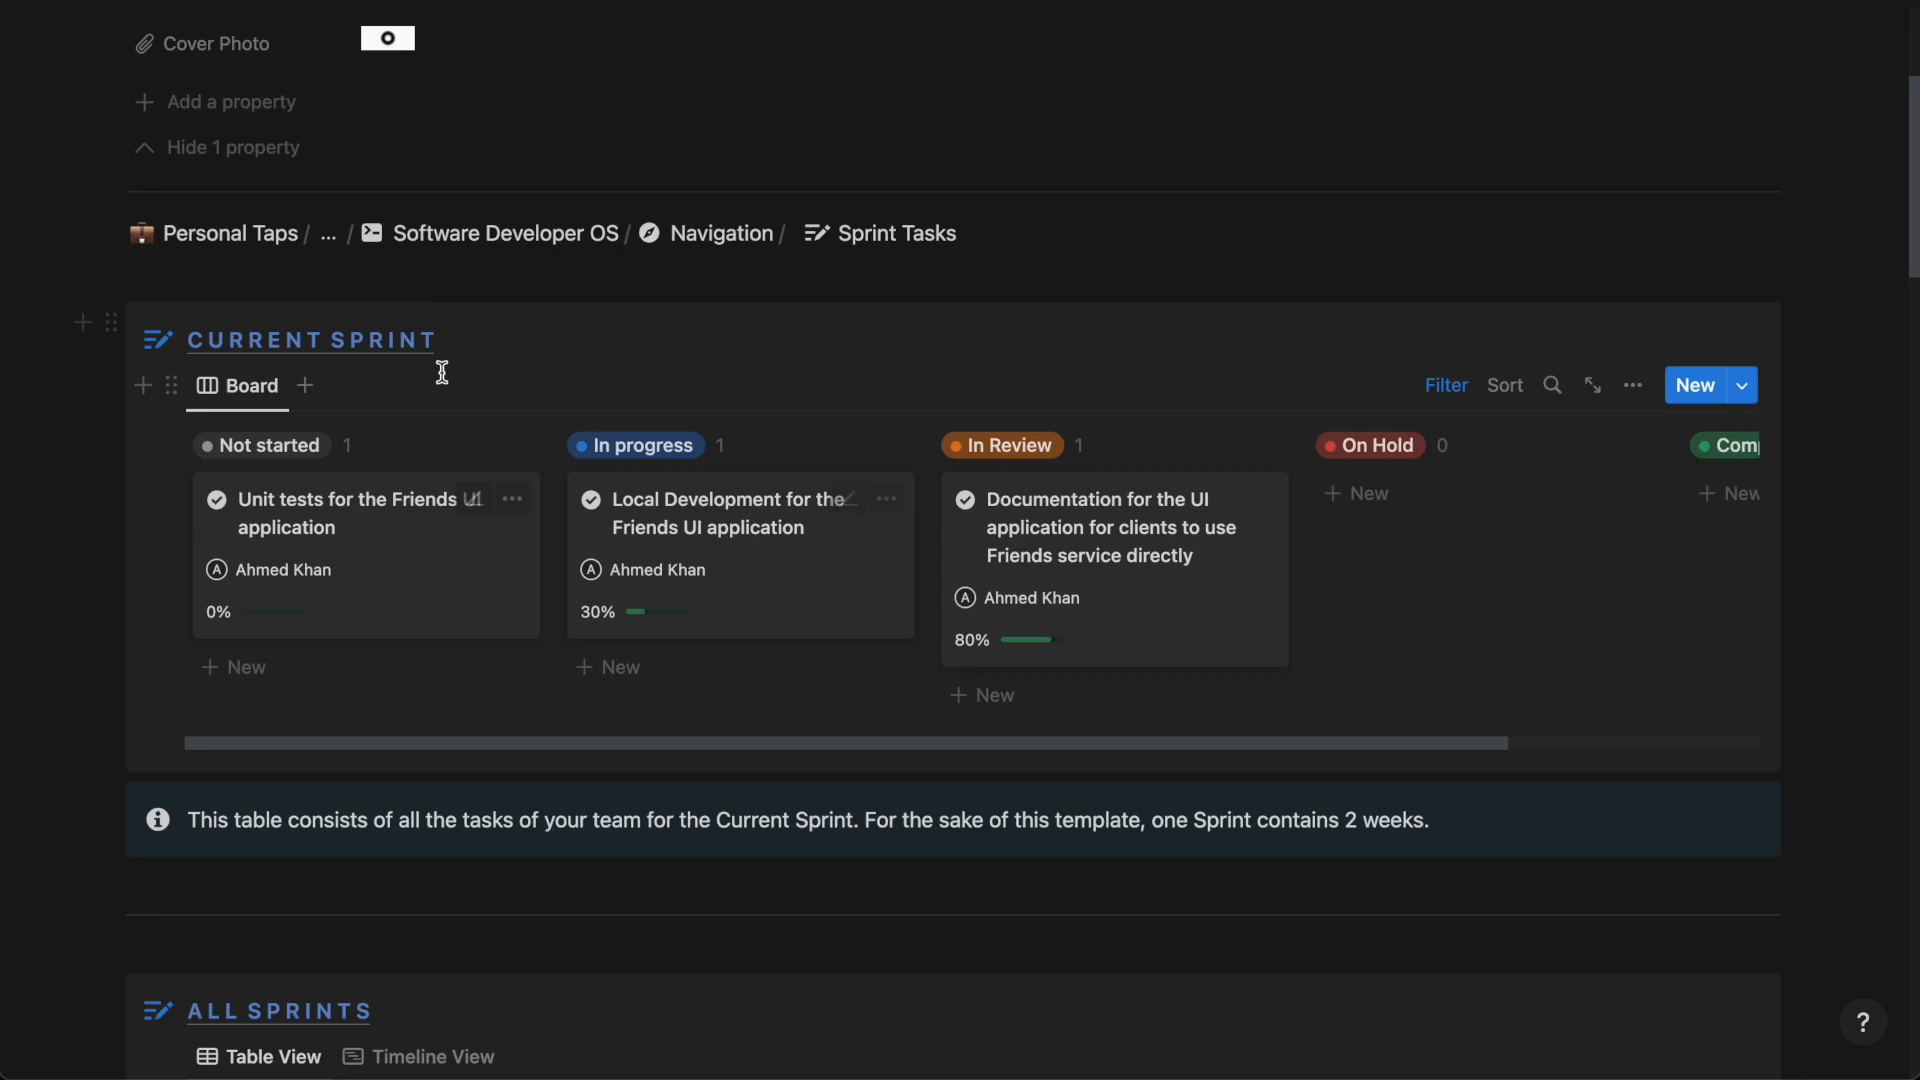 Cover Photo
Add a property
Hide 1 property
Personal Taps / ... / Software Developer OS / Navigation / Sprint Tasks
CURRENT SPRINT
Board
Filter Sort New
Not started 1
In progress 1
In Review 1
On Hold 0
Com
Unit tests for the Friends UI
application
Ahmed Khan
0%
New
Local Development for the
Friends UI application
Ahmed Khan
30%
New
Documentation for the UI
application for clients to use
Friends service directly
Ahmed Khan
80%
New
New
New
This table consists of all the tasks of your team for the Current Sprint. For the sake of this template, one Sprint contains 2 weeks.
ALL SPRINTS
Table View Timeline View
?